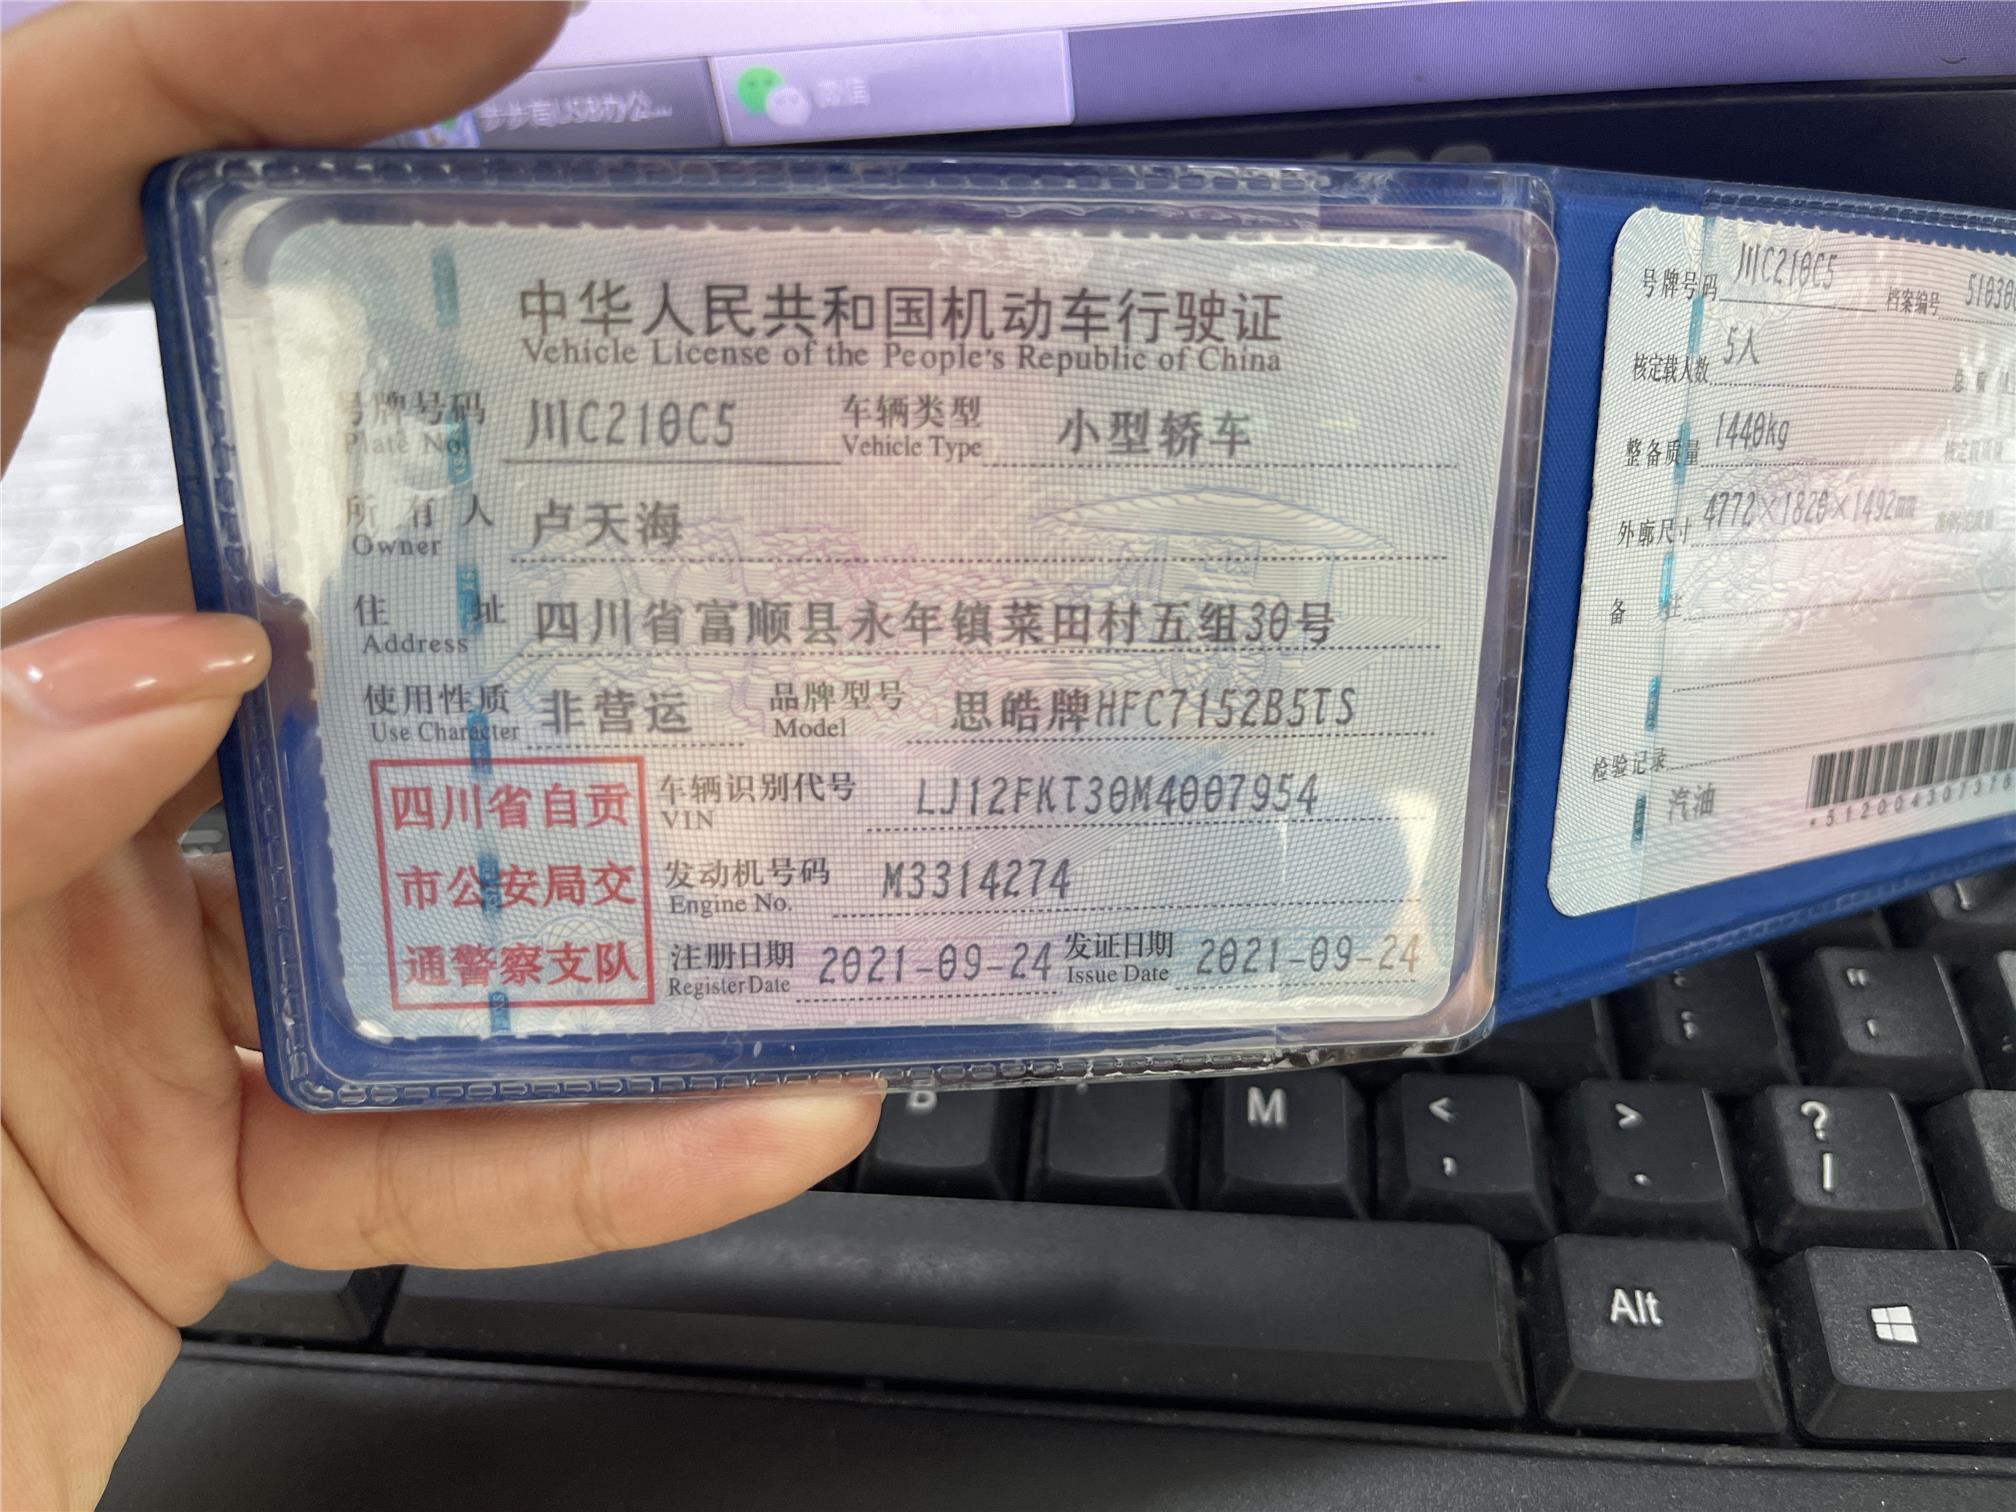 微信
中华人民共和国机动车行驶证
Vehicle License of the People's Republic of China
号牌号码 川C210C5 车辆类型 小型轿车
Plate No. Vehicle Type
所有人 卢天海
Owner
住址 四川省富顺县永年镇菜田村五组30号
Address
使用性质 非营运 品牌型号 思皓牌HFC7152B5TS
Use Character Model
四川省自贡
市公安局交
通警察支队
车辆识别代号 LJ12FKT30M4007954
VIN
发动机号码 M3314274
Engine No.
注册日期 2021-09-24 发证日期 2021-09-24
Register Date Issue Date
号牌号码 川C210C5 档案编号 51030
核定载人数 5人
整备质量 1440kg
外廓尺寸 4772×1820×1492mm
备注
检验记录
汽油
B
M
<
,
>
.
?
/
"
'
Alt